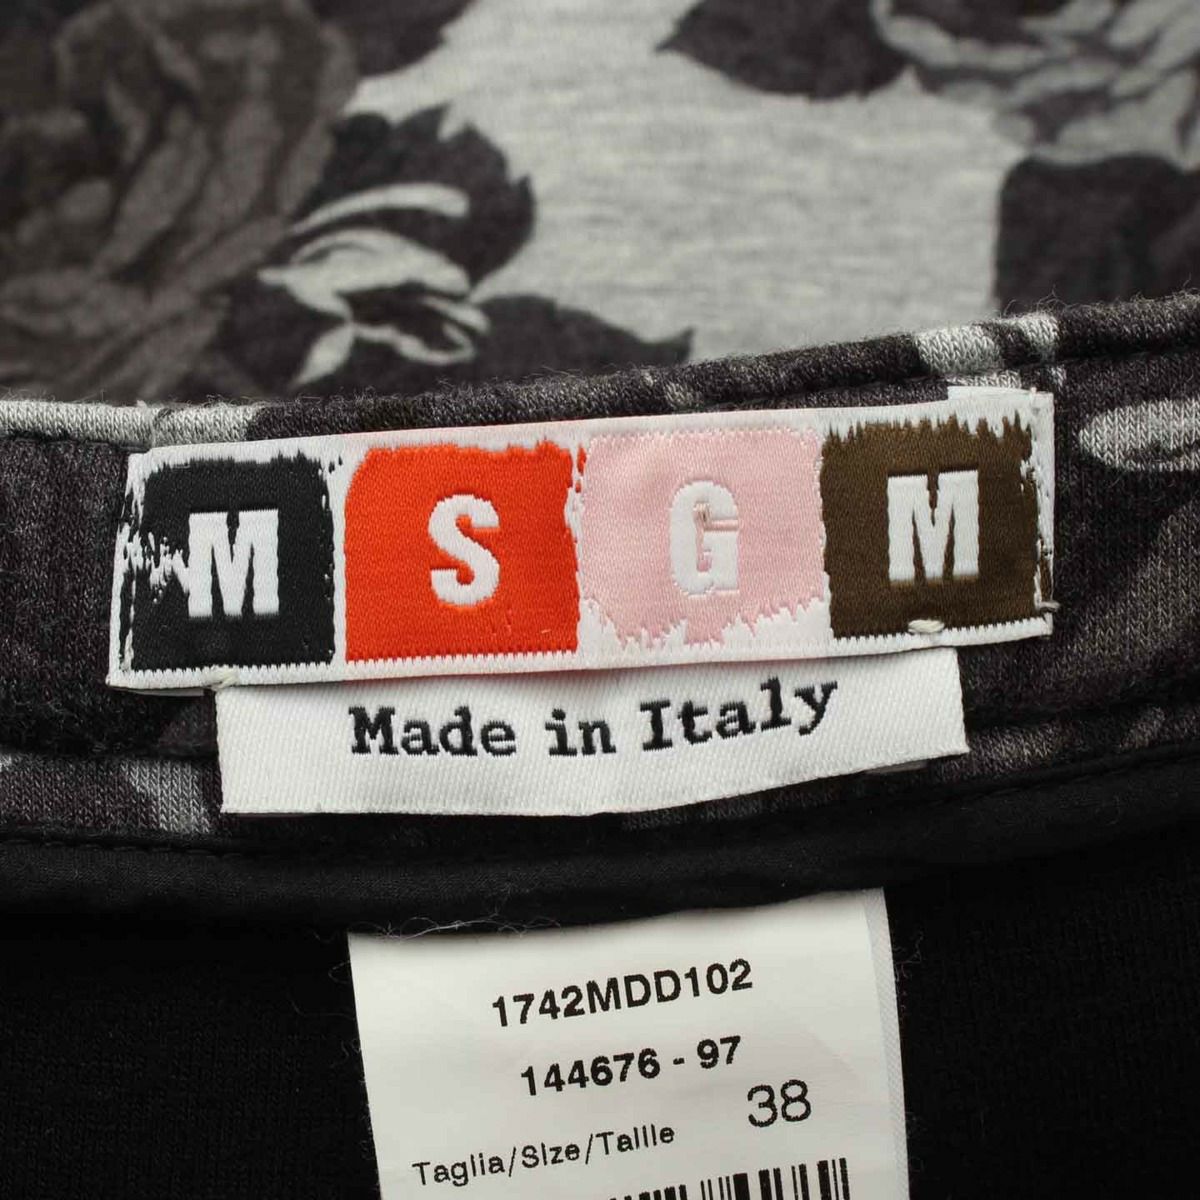 MSGM
Made in Italy
1742MDD102
144676 - 97
Taglia/Size/Taille 38